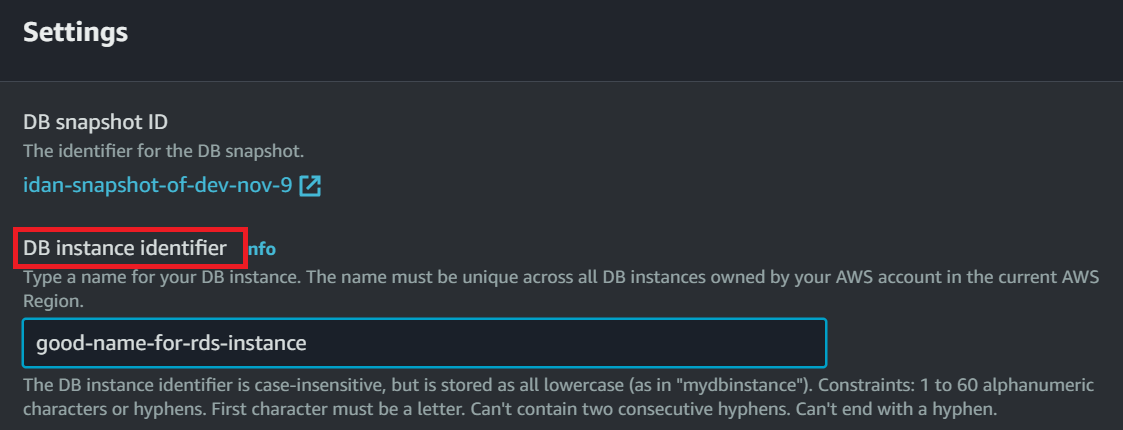 Settings
DB snapshot ID
The identifier for the DB snapshot.
idan-snapshot-of-dev-nov-9
DB instance identifier nfo
Type a name for your DB instance. The name must be unique across all DB instances owned by your AWS account in the current AWS
Region.
good-name-for-rds-instance
The DB instance identifier is case-insensitive, but is stored as all lowercase (as in "mydbinstance"). Constraints: 1 to 60 alphanumeric
characters or hyphens. First character must be a letter. Can't contain two consecutive hyphens. Can't end with a hyphen.